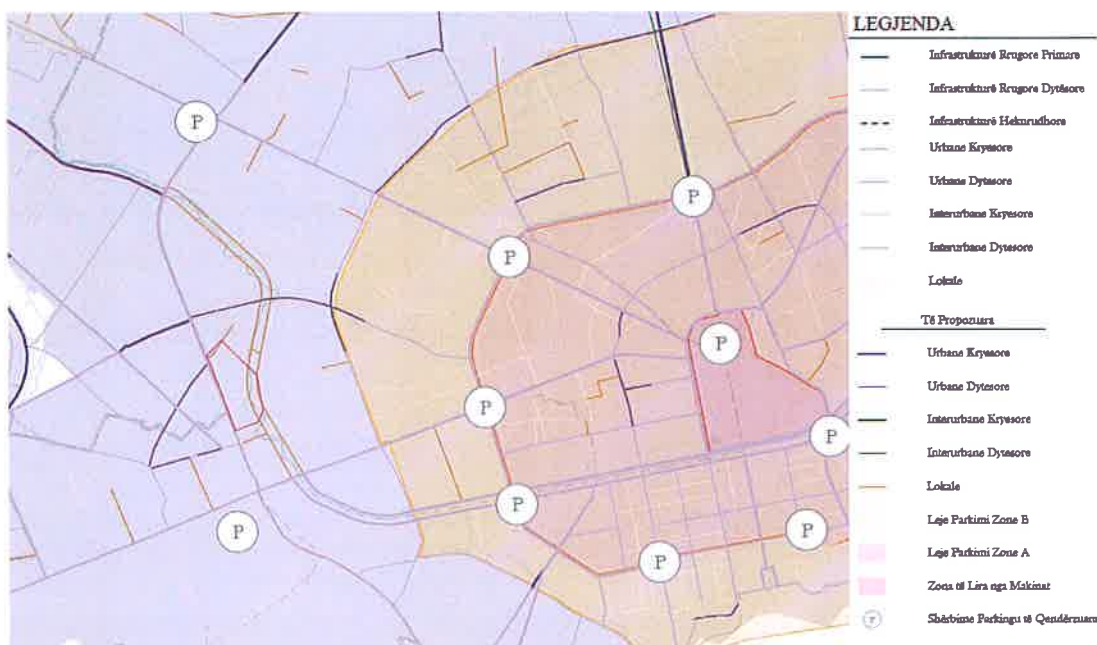 LEGJENDA
Infrastrukturë Rrugore Primare
Infrastrukturë Rrugore Dytësore
Infrastrukturë Hekurudhore
Urbane Kryesore
Urbane Dytesore
Interurbane Kryesore
Interurbane Dytesore
Lokale
Të Propozuara
Urbane Kryesore
Urbane Dytesore
Interurbane Kryesore
Interurbane Dytesore
Lokale
Leje Parkimi Zone B
Leje Parkimi Zone A
Zona të Lira nga Makinat
P Shërbime Parkingu të Qendërzuara
P
P
P
P
P
P
P
P
P
P